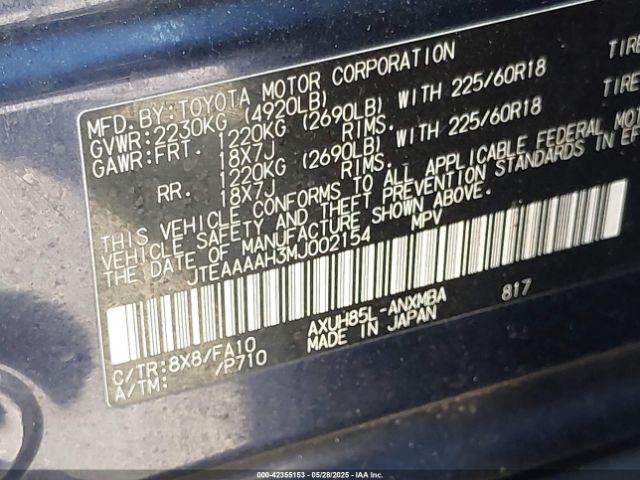 MFD. BY:TOYOTA MOTOR CORPORATION
GVWR:2230KG (4920LB)
GAWR:FRT. 1220KG (2690LB) WITH 225/60R18 TIRE
18X7J RIMS.
RR. 1220KG (2690LB) WITH 225/60R18 TIRE
18X7J RIMS.
THIS VEHICLE CONFORMS TO ALL APPLICABLE FEDERAL MOT
VEHICLE SAFETY AND THEFT PREVENTION STANDARDS IN EF
THE DATE OF MANUFACTURE SHOWN ABOVE.
JTEAAAAH3MJ002154 MPV
C/TR:8X8/FA10 AXUH85L-ANXMBA 817
A/TM: /P710 MADE IN JAPAN
00-42355153 - 05/28/2025 - IAA Inc.